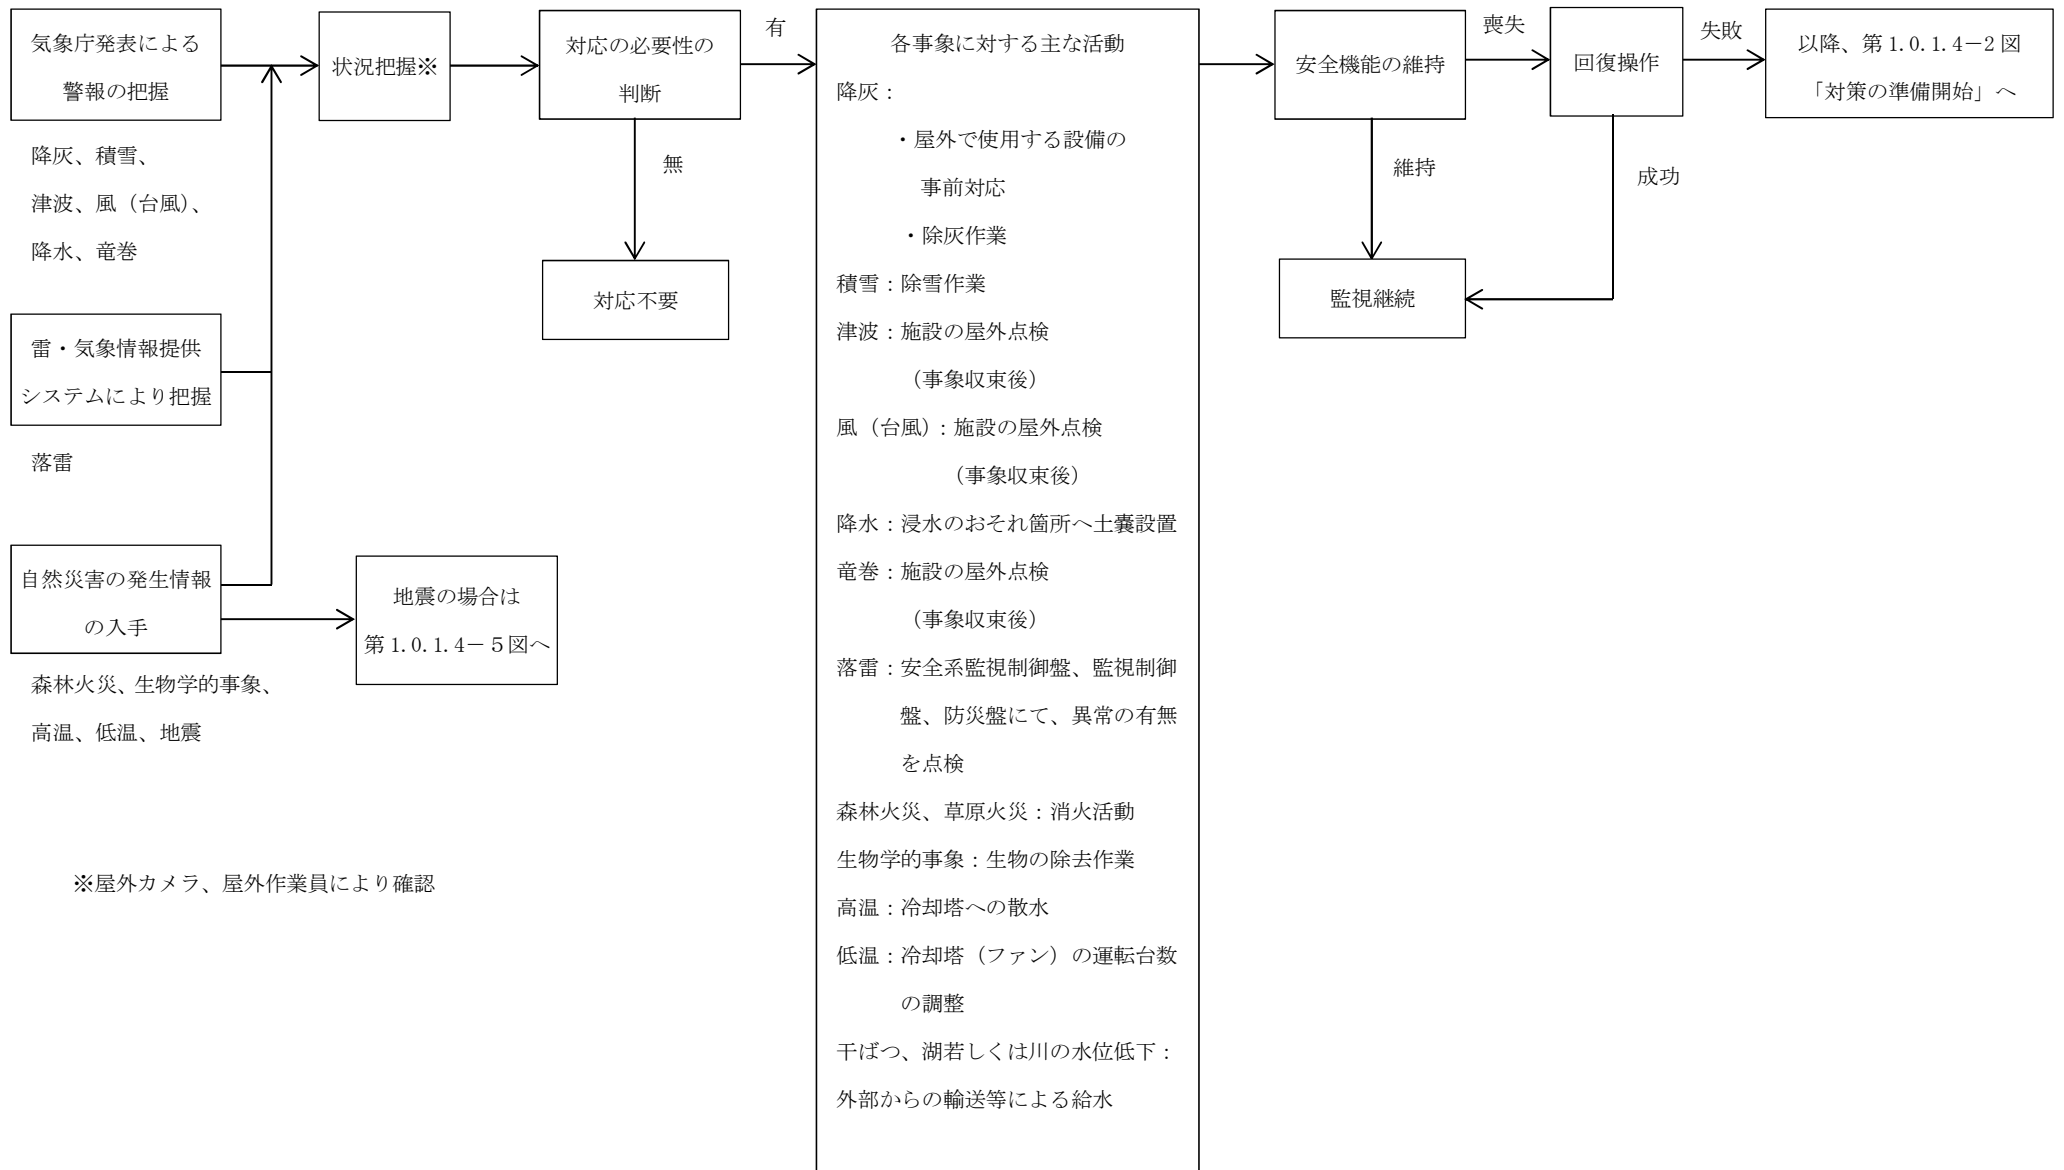 気象庁発表による
警報の把握
降灰、積雪、
津波、風（台風）、
降水、竜巻
雷・気象情報提供
システムにより把握
落雷
自然災害の発生情報
の入手
森林火災、生物学的事象、
高温、低温、地震
地震の場合は
第1.0.1.4－５図へ
状況把握※
対応の必要性の
判断
有
無
対応不要
各事象に対する主な活動
降灰：
・屋外で使用する設備の
事前対応
・除灰作業
積雪：除雪作業
津波：施設の屋外点検
（事象収束後）
風（台風）：施設の屋外点検
（事象収束後）
降水：浸水のおそれ箇所へ土嚢設置
竜巻：施設の屋外点検
（事象収束後）
落雷：安全系監視制御盤、監視制御
盤、防災盤にて、異常の有無
を点検
森林火災、草原火災：消火活動
生物学的事象：生物の除去作業
高温：冷却塔への散水
低温：冷却塔（ファン）の運転台数
の調整
干ばつ、湖若しくは川の水位低下：
外部からの輸送等による給水
安全機能の維持
喪失
維持
監視継続
回復操作
失敗
成功
以降、第1.0.1.4－2図
「対策の準備開始」へ
※屋外カメラ、屋外作業員により確認